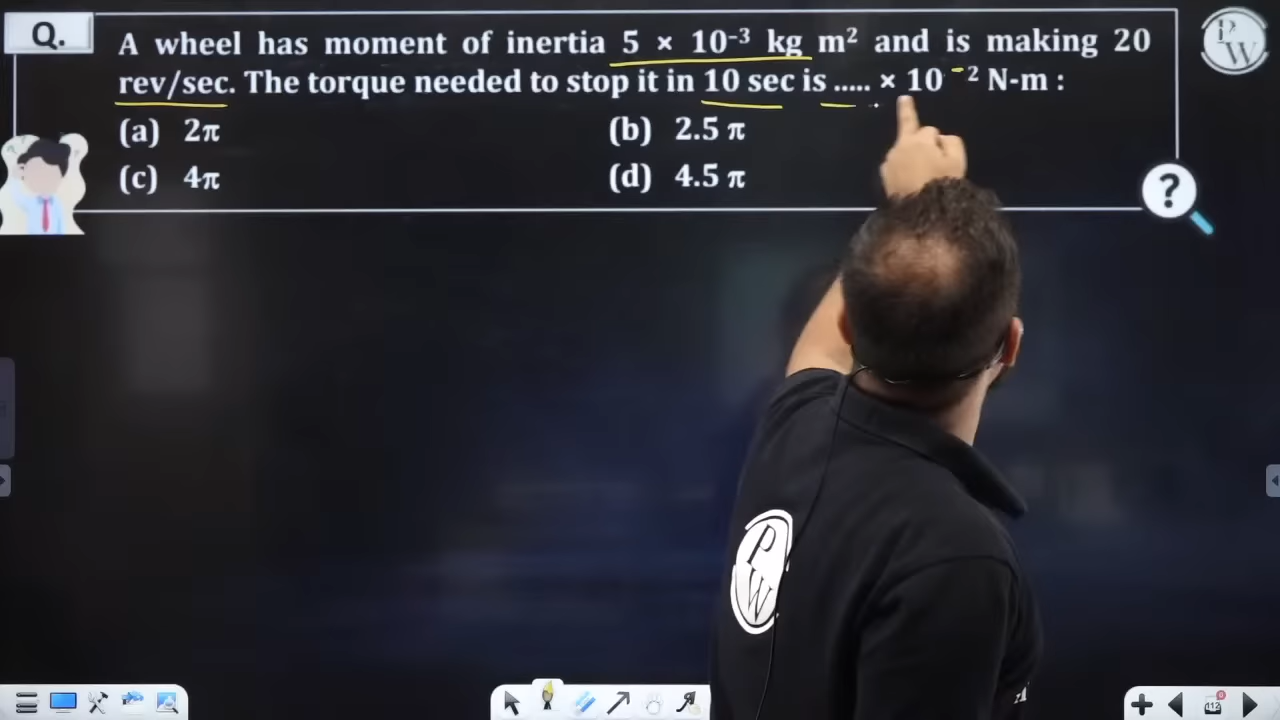 Q.
A wheel has moment of inertia 5 × 10⁻³ kg m² and is making 20
rev/sec. The torque needed to stop it in 10 sec is ..... × 10 ⁻² N-m :
(a) 2π
(b) 2.5 π
(c) 4π
(d) 4.5 π
?
P
W
P
W
112